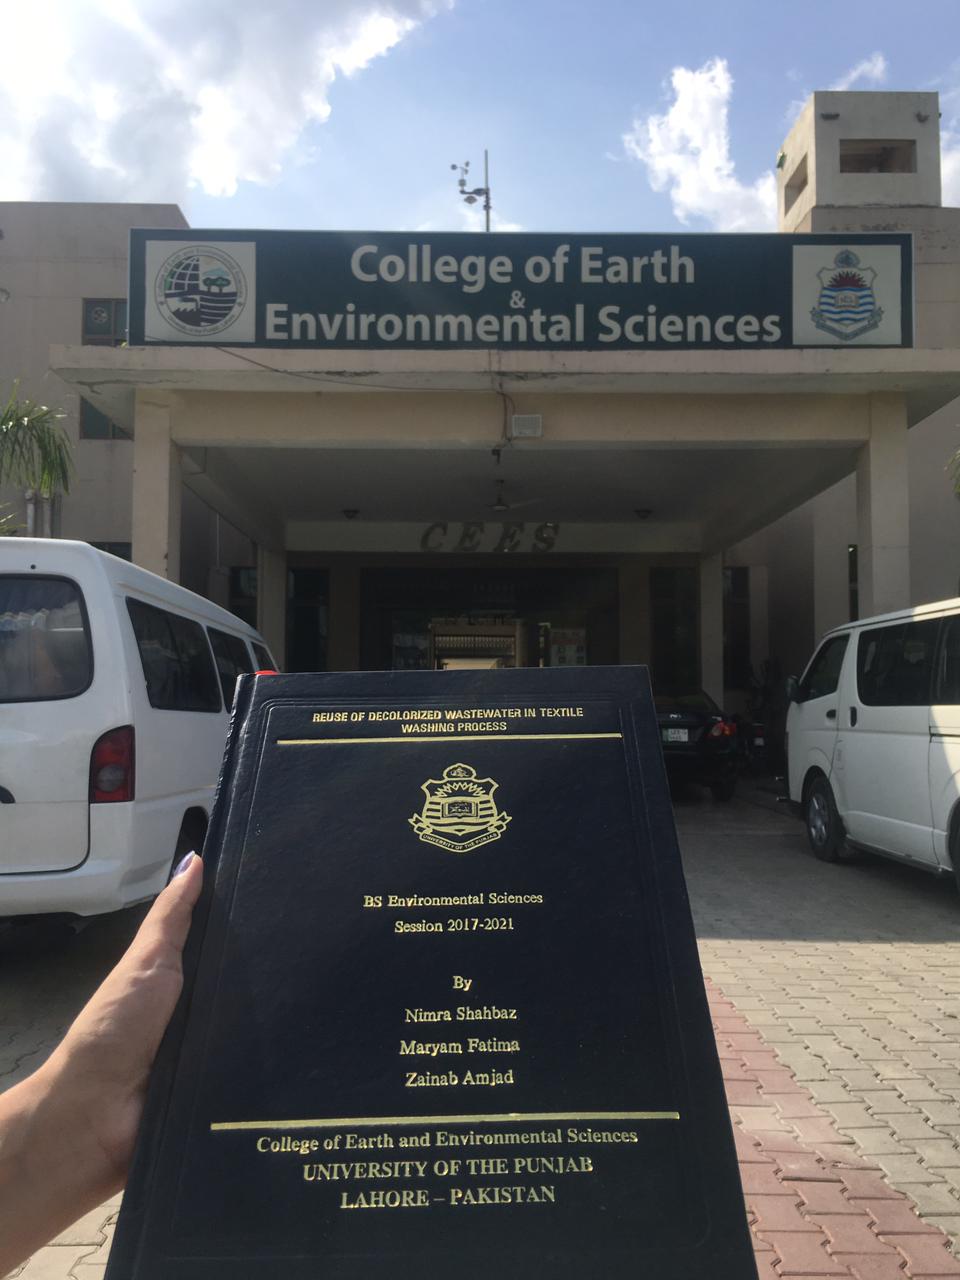 College of Earth
&
Environmental Sciences
CEES
REUSE OF DECOLORIZED WASTEWATER IN TEXTILE
WASHING PROCESS
UNIVERSITY OF THE PUNJAB
BS Environmental Sciences
Session 2017-2021
By
Nimra Shahbaz
Maryam Fatima
Zainab Amjad
College of Earth and Environmental Sciences
UNIVERSITY OF THE PUNJAB
LAHORE – PAKISTAN